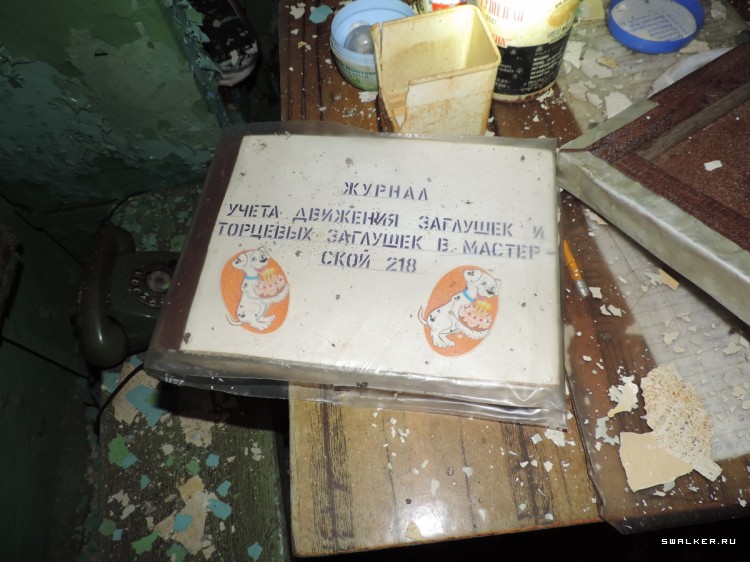 ЖУРНАЛ
УЧЕТА ДВИЖЕНИЯ ЗАГЛУШЕК И
ТОРЦЕВЫХ ЗАГЛУШЕК В МАСТЕР-
СКОЙ 218
SWALKER.RU